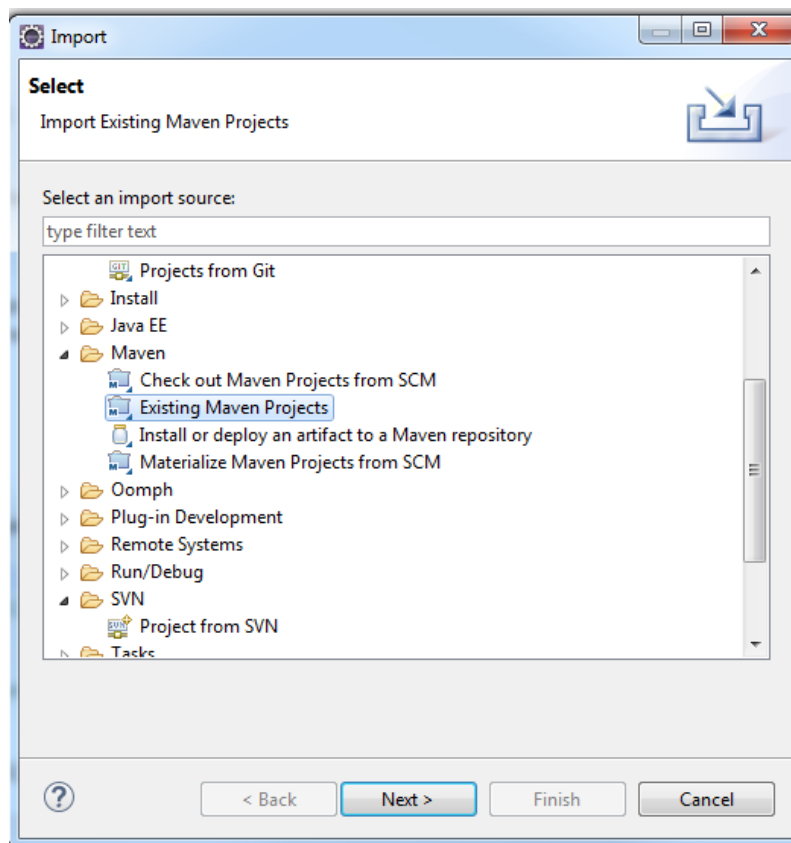 Import
Select
Import Existing Maven Projects
Select an import source:
type filter text
Projects from Git
Install
Java EE
Maven
Check out Maven Projects from SCM
Existing Maven Projects
Install or deploy an artifact to a Maven repository
Materialize Maven Projects from SCM
Oomph
Plug-in Development
Remote Systems
Run/Debug
SVN
Project from SVN
Tasks
?
< Back Next > Finish Cancel